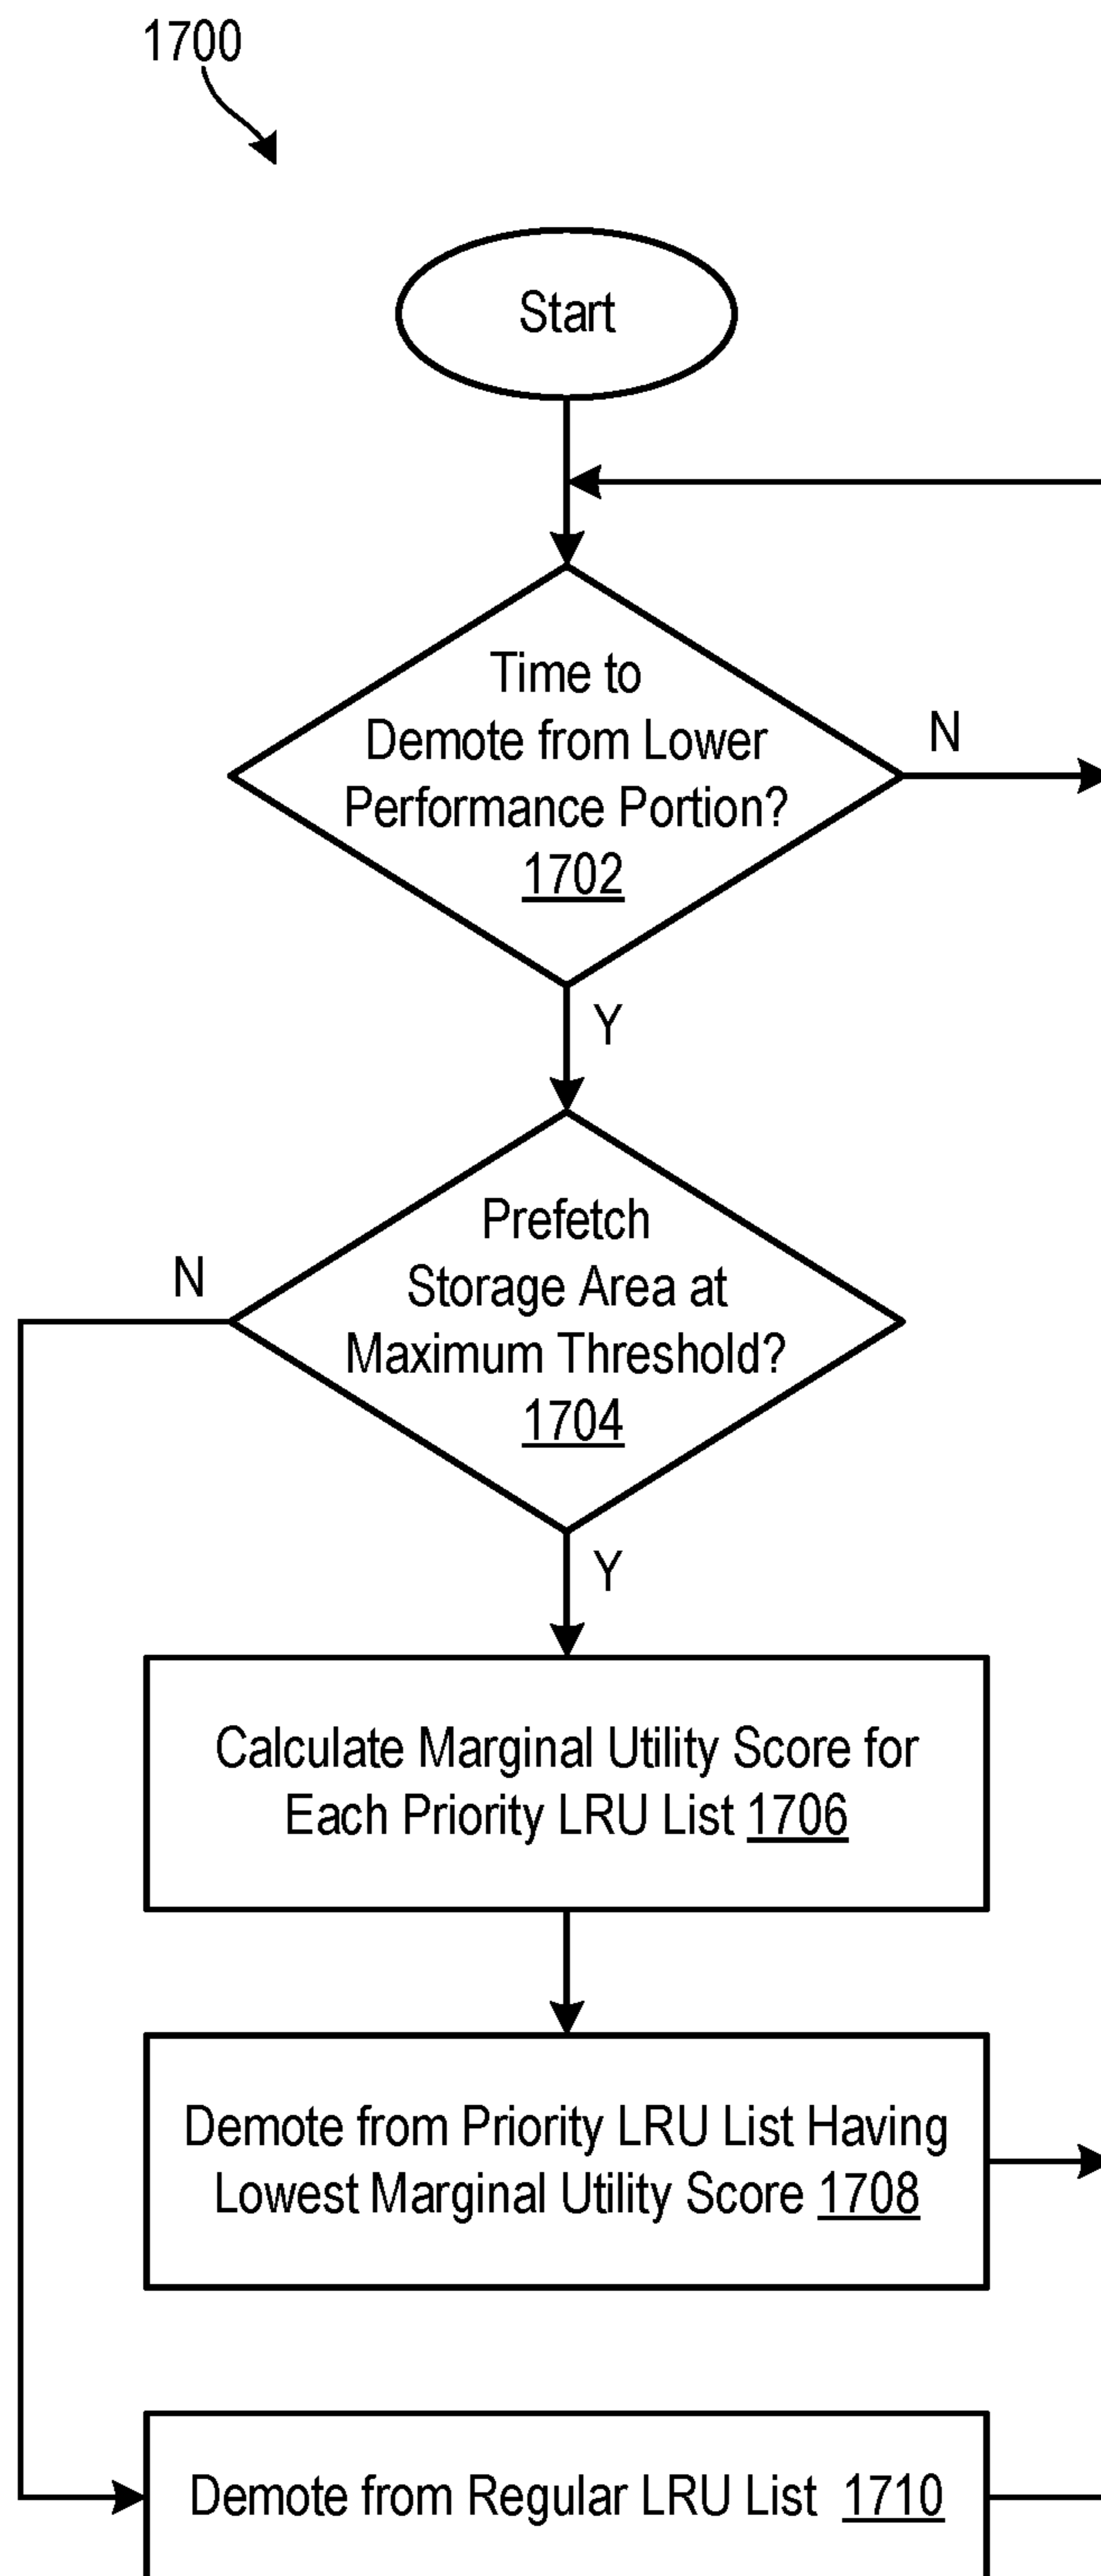 1700
Start
Time to
Demote from Lower
Performance Portion?
1702
N
Y
Prefetch
Storage Area at
Maximum Threshold?
1704
N
Y
Calculate Marginal Utility Score for
Each Priority LRU List 1706
Demote from Priority LRU List Having
Lowest Marginal Utility Score 1708
Demote from Regular LRU List 1710